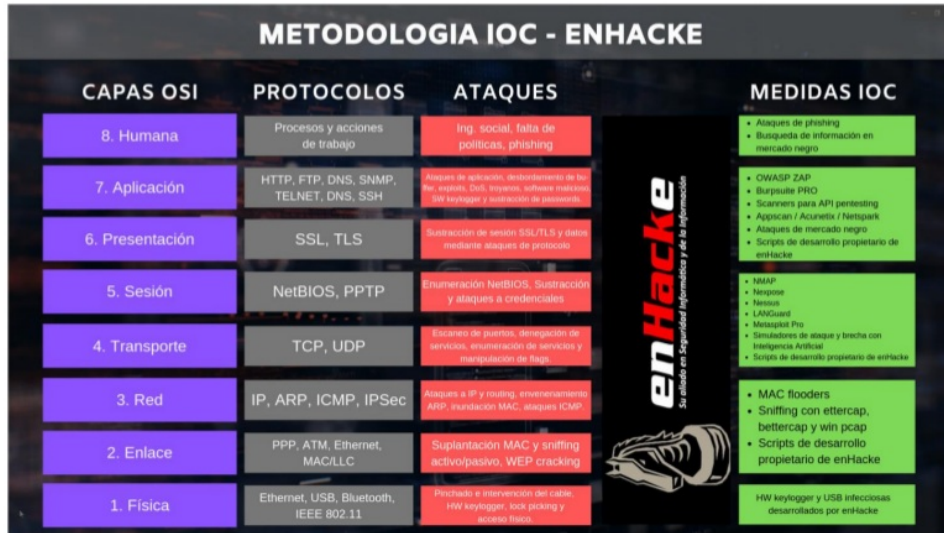 METODOLOGIA IOC - ENHACKE
CAPAS OSI
PROTOCOLOS
ATAQUES
MEDIDAS IOC
8. Humana
Procesos y acciones
de trabajo
Ing. social, falta de
políticas, phishing
7. Aplicación
HTTP, FTP, DNS, SNMP,
TELNET, DNS, SSH
Ataques de aplicación, desbordamiento de bu-
ffer, exploits, DoS, troyanos, software malicioso,
SW keylogger y sustracción de passwords.
6. Presentación
SSL, TLS
Sustracción de sesión SSL/TLS y datos
mediante ataques de protocolo
5. Sesión
NetBIOS, PPTP
Enumeración NetBIOS, Sustracción
y ataques a credenciales
4. Transporte
TCP, UDP
Escaneo de puertos, denegación de
servicios, enumeración de servicios y
manipulación de flags.
3. Red
IP, ARP, ICMP, IPSec
Ataques a IP y routing, envenenamiento
ARP, inundación MAC, ataques ICMP.
2. Enlace
PPP, ATM, Ethernet,
MAC/LLC
Suplantación MAC y sniffing
activo/pasivo, WEP cracking
1. Física
Ethernet, USB, Bluetooth,
IEEE 802.11
Pinchado e intervención del cable,
HW keylogger, lock picking y
acceso físico.
enHacke
Su aliado en Seguridad Informática y de la Información
• Ataques de phishing
• Busqueda de información en
mercado negro
• OWASP ZAP
• Burpsuite PRO
• Scanners para API pentesting
• Appscan / Acunetix / Netspark
• Ataques de mercado negro
• Scripts de desarrollo propietario de
enHacke
• NMAP
• Nexpose
• Nessus
• LANGuard
• Metasploit Pro
• Simuladores de ataque y brecha con
Inteligencia Artificial
• Scripts de desarrollo propietario de enHacke
• MAC flooders
• Sniffing con ettercap,
bettercap y win pcap
• Scripts de desarrollo
propietario de enHacke
HW keylogger y USB infecciosas
desarrollados por enHacke